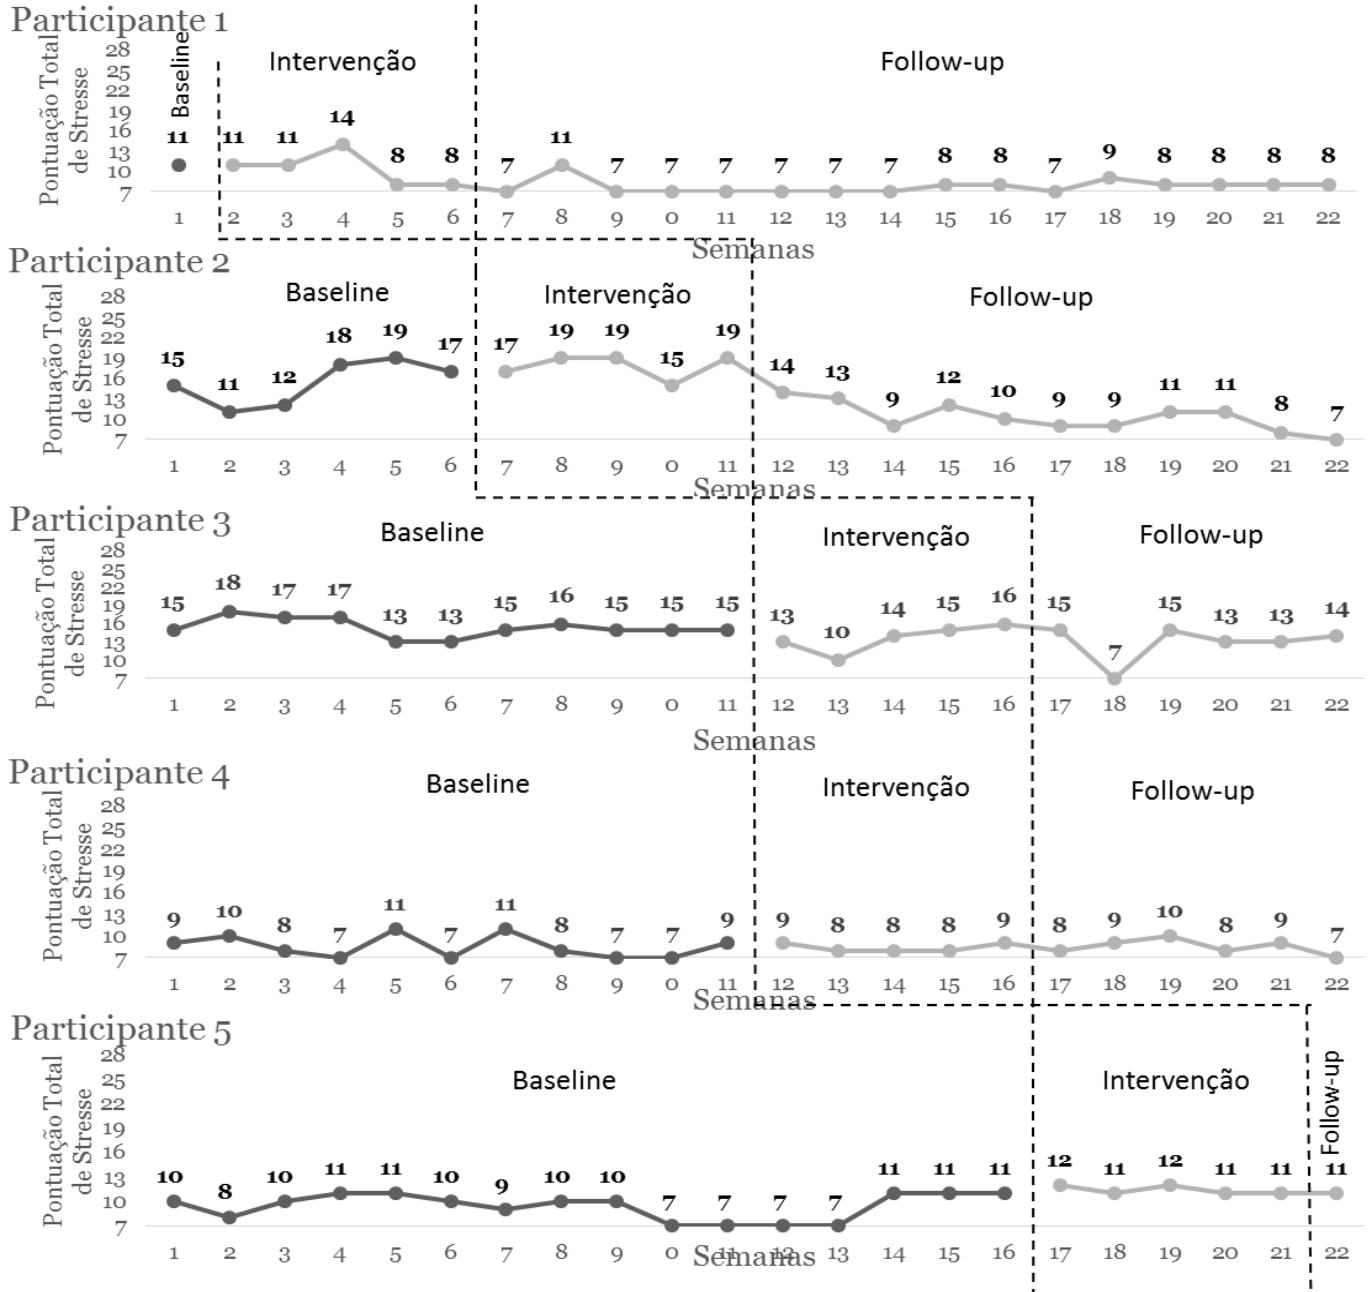 Participante 1
Pontuação Total
de Stresse
28
25
22
19
16
13
10
7
Baseline
Intervenção
Follow-up
11 11 11 14 8 8 7 11 7 7 7 7 7 7 8 8 7 9 8 8 8 8
1 2 3 4 5 6 7 8 9 0 11 12 13 14 15 16 17 18 19 20 21 22
Semanas
Participante 2
Pontuação Total
de Stresse
28
25
22
19
16
13
10
7
Baseline
Intervenção
Follow-up
15 11 12 18 19 17 17 19 19 15 19 14 13 9 12 10 9 9 11 11 8 7
1 2 3 4 5 6 7 8 9 0 11 12 13 14 15 16 17 18 19 20 21 22
Semanas
Participante 3
Pontuação Total
de Stresse
28
25
22
19
16
13
10
7
Baseline
Intervenção
Follow-up
15 18 17 17 13 13 15 16 15 15 15 13 10 14 15 16 15 7 15 13 13 14
1 2 3 4 5 6 7 8 9 0 11 12 13 14 15 16 17 18 19 20 21 22
Semanas
Participante 4
Pontuação Total
de Stresse
28
25
22
19
16
13
10
7
Baseline
Intervenção
Follow-up
9 10 8 7 11 7 11 8 7 7 9 9 8 8 8 9 8 9 10 8 9 7
1 2 3 4 5 6 7 8 9 0 11 12 13 14 15 16 17 18 19 20 21 22
Semanas
Participante 5
Pontuação Total
de Stresse
28
25
22
19
16
13
10
7
Baseline
Intervenção
Follow-up
10 8 10 11 11 10 9 10 10 7 7 7 7 11 11 11 12 11 12 11 11 11
1 2 3 4 5 6 7 8 9 0 11 12 13 14 15 16 17 18 19 20 21 22
Semanas